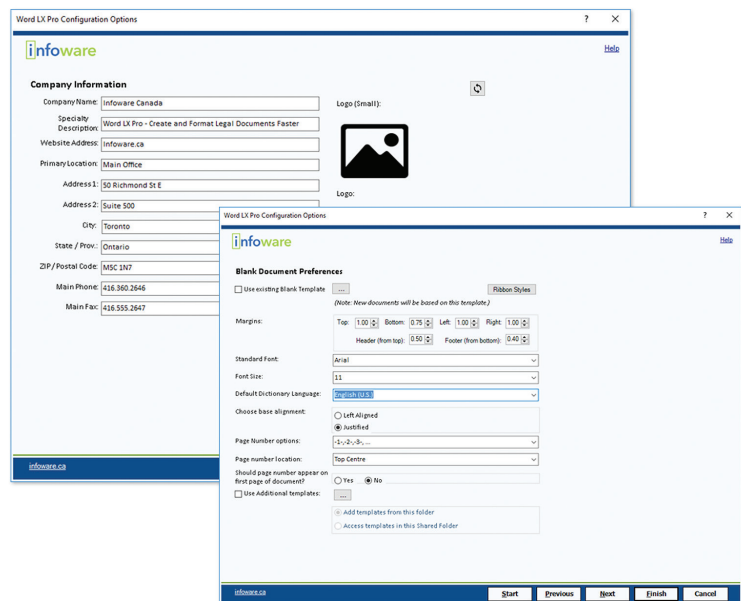 Word LX Pro Configuration Options ? ×
infoware
Help
Company Information
Company Name: Infoware Canada
Logo (Small):
Specialty Description: Word LX Pro - Create and Format Legal Documents Faster
Website Address: Infoware.ca
Primary Location: Main Office
Address 1: 50 Richmond St E
Logo:
Address 2: Suite 500
City: Toronto
State / Prov.: Ontario
ZIP / Postal Code: M5C 1N7
Main Phone: 416.360.2646
Main Fax: 416.555.2647
infoware.ca
Word LX Pro Configuration Options ? ×
infoware
Help
Blank Document Preferences
Use existing Blank Template ... Ribbon Styles
(Note: New documents will be based on this template.)
Margins: Top: 1.00 Bottom: 0.75 Left: 1.00 Right: 1.00
Header (from top): 0.50 Footer (from bottom): 0.40
Standard Font: Arial
Font Size: 11
Default Dictionary Language: English (U.S.)
Choose base alignment: Left Aligned
Justified
Page Number options: -1-,-2-,-3-, ...
Page number location: Top Centre
Should page number appear on
first page of document? Yes No
Use Additional templates: ...
Add templates from this folder
Access templates in this Shared Folder
infoware.ca Start Previous Next Finish Cancel